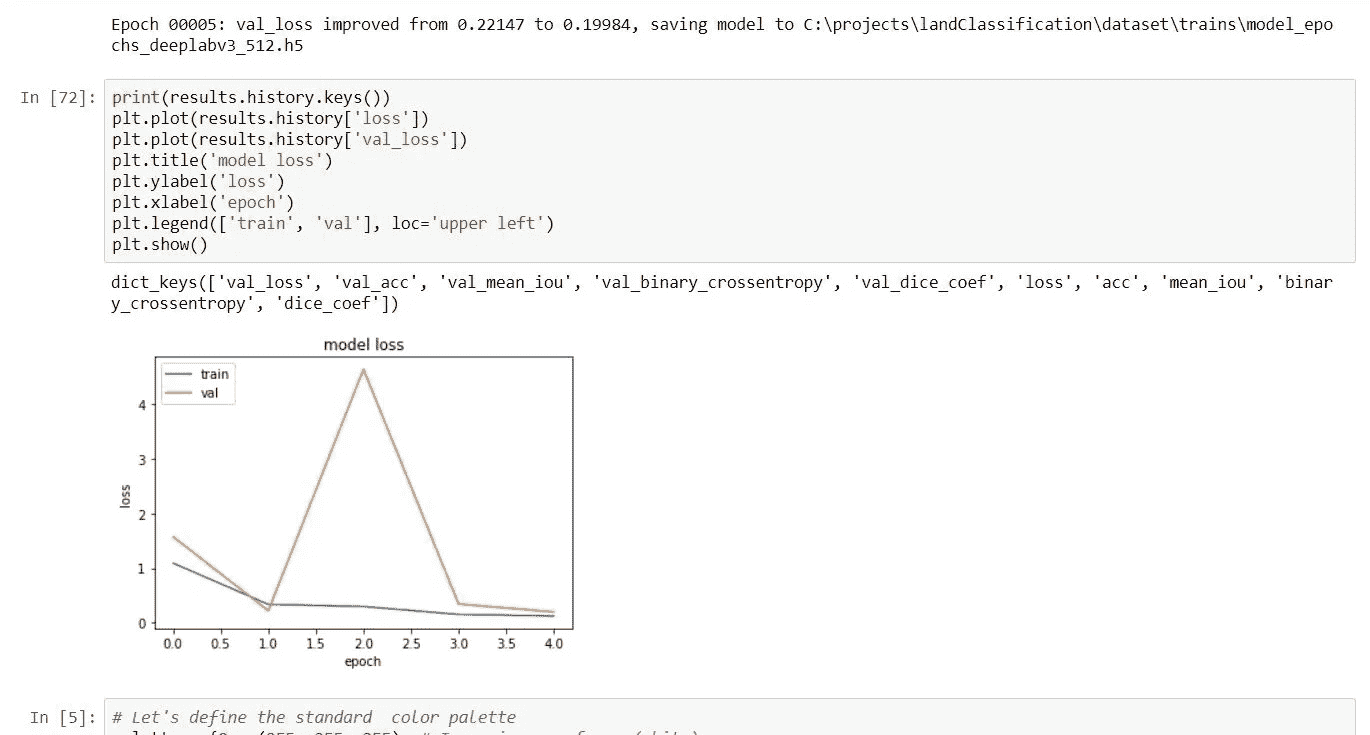 Epoch 00005: val_loss improved from 0.22147 to 0.19984, saving model to C:\projects\landClassification\dataset\trains\model_epo
chs_deeplabv3_512.h5
In [72]: print(results.history.keys())
plt.plot(results.history['loss'])
plt.plot(results.history['val_loss'])
plt.title('model loss')
plt.ylabel('loss')
plt.xlabel('epoch')
plt.legend(['train', 'val'], loc='upper left')
plt.show()
dict_keys(['val_loss', 'val_acc', 'val_mean_iou', 'val_binary_crossentropy', 'val_dice_coef', 'loss', 'acc', 'mean_iou', 'binar
y_crossentropy', 'dice_coef'])
model loss
train
val
4
3
2
1
0
loss
0.0 0.5 1.0 1.5 2.0 2.5 3.0 3.5 4.0
epoch
In [5]: # Let's define the standard  color palette